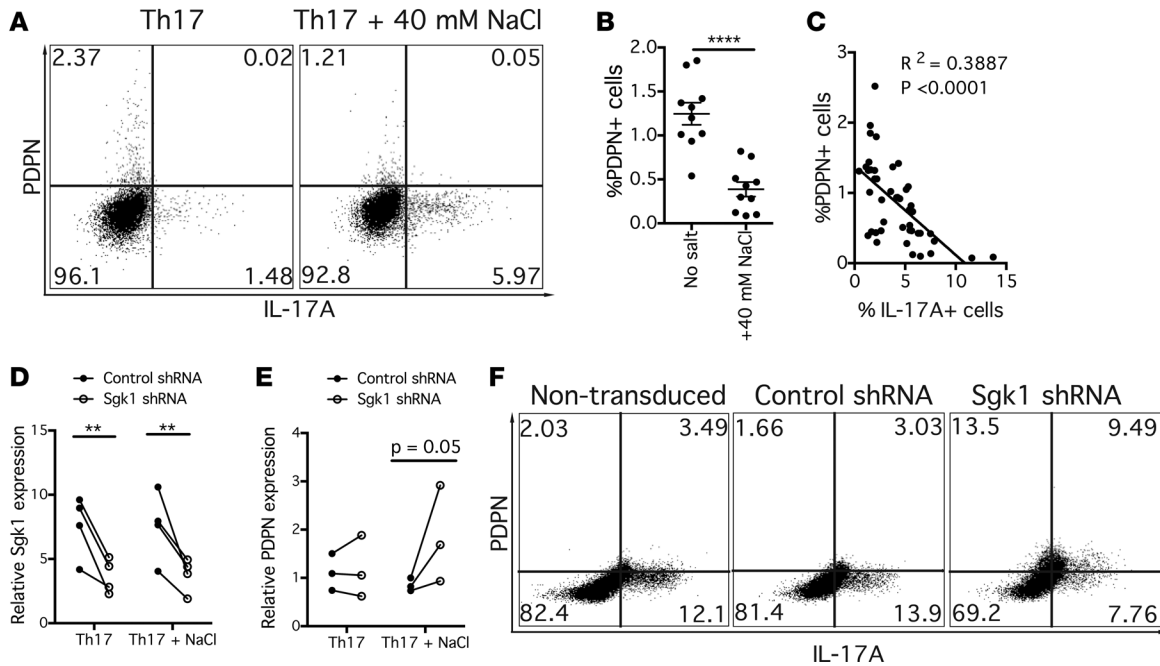 A
Th17
Th17 + 40 mM NaCl
2.37
0.02
1.21
0.05
PDPN
96.1
1.48
92.8
5.97
IL-17A
B
****
2.0
1.5
1.0
0.5
0.0
%PDPN+ cells
No salt
+40 mM NaCl
C
R 2 = 0.3887
P <0.0001
3
2
1
0
%PDPN+ cells
0
5
10
15
% IL-17A+ cells
D
Control shRNA
Sgk1 shRNA
**
**
15
10
5
0
Relative Sgk1 expression
Th17
Th17 + NaCl
E
Control shRNA
Sgk1 shRNA
p = 0.05
4
3
2
1
0
Relative PDPN expression
Th17
Th17 + NaCl
F
Non-transduced
Control shRNA
Sgk1 shRNA
2.03
3.49
1.66
3.03
13.5
9.49
PDPN
82.4
12.1
81.4
13.9
69.2
7.76
IL-17A